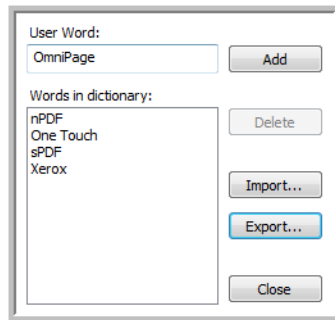 User Word:
OmniPage
Add
Words in dictionary:
nPDF
One Touch
sPDF
Xerox
Delete
Import...
Export...
Close